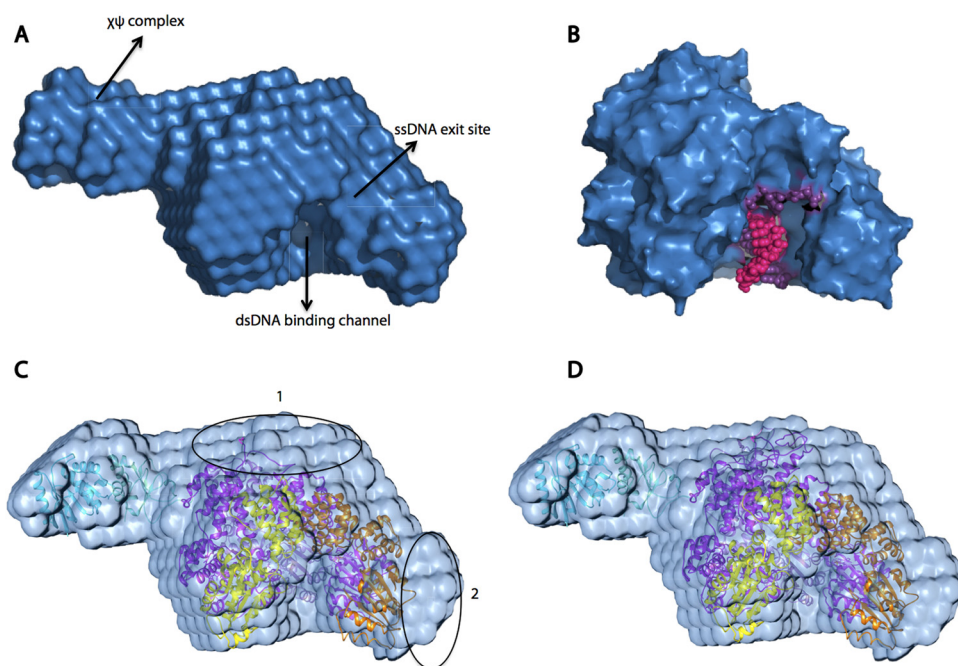 A
χψ complex
ssDNA exit site
dsDNA binding channel
B
C
1
2
D